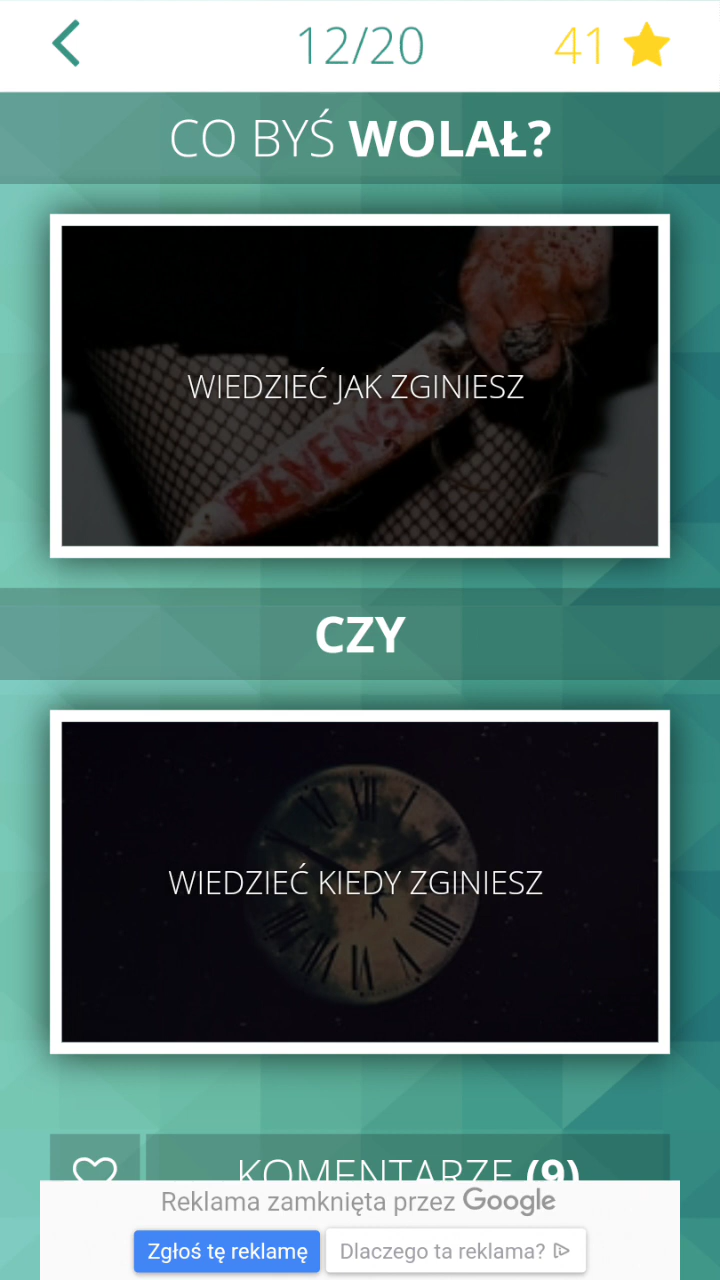 12/20 41
CO BYŚ WOLAŁ?
REVENGE
WIEDZIEĆ JAK ZGINIESZ
CZY
XII
WIEDZIEĆ KIEDY ZGINIESZ
KOMENTARZE (9)
Reklama zamknięta przez Google
Zgłoś tę reklamę
Dlaczego ta reklama?